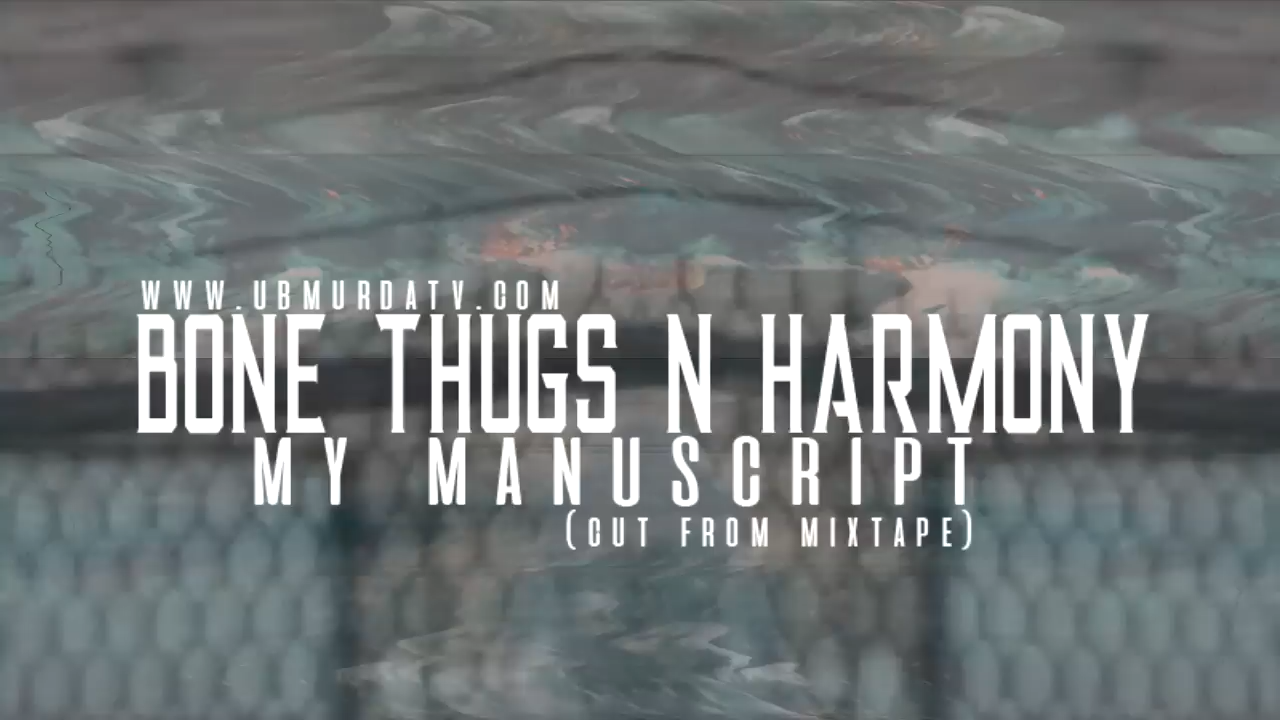 WWW.UBMURDATV.COM
BONE THUGS N HARMONY
MY MANUSCRIPT
(CUT FROM MIXTAPE)